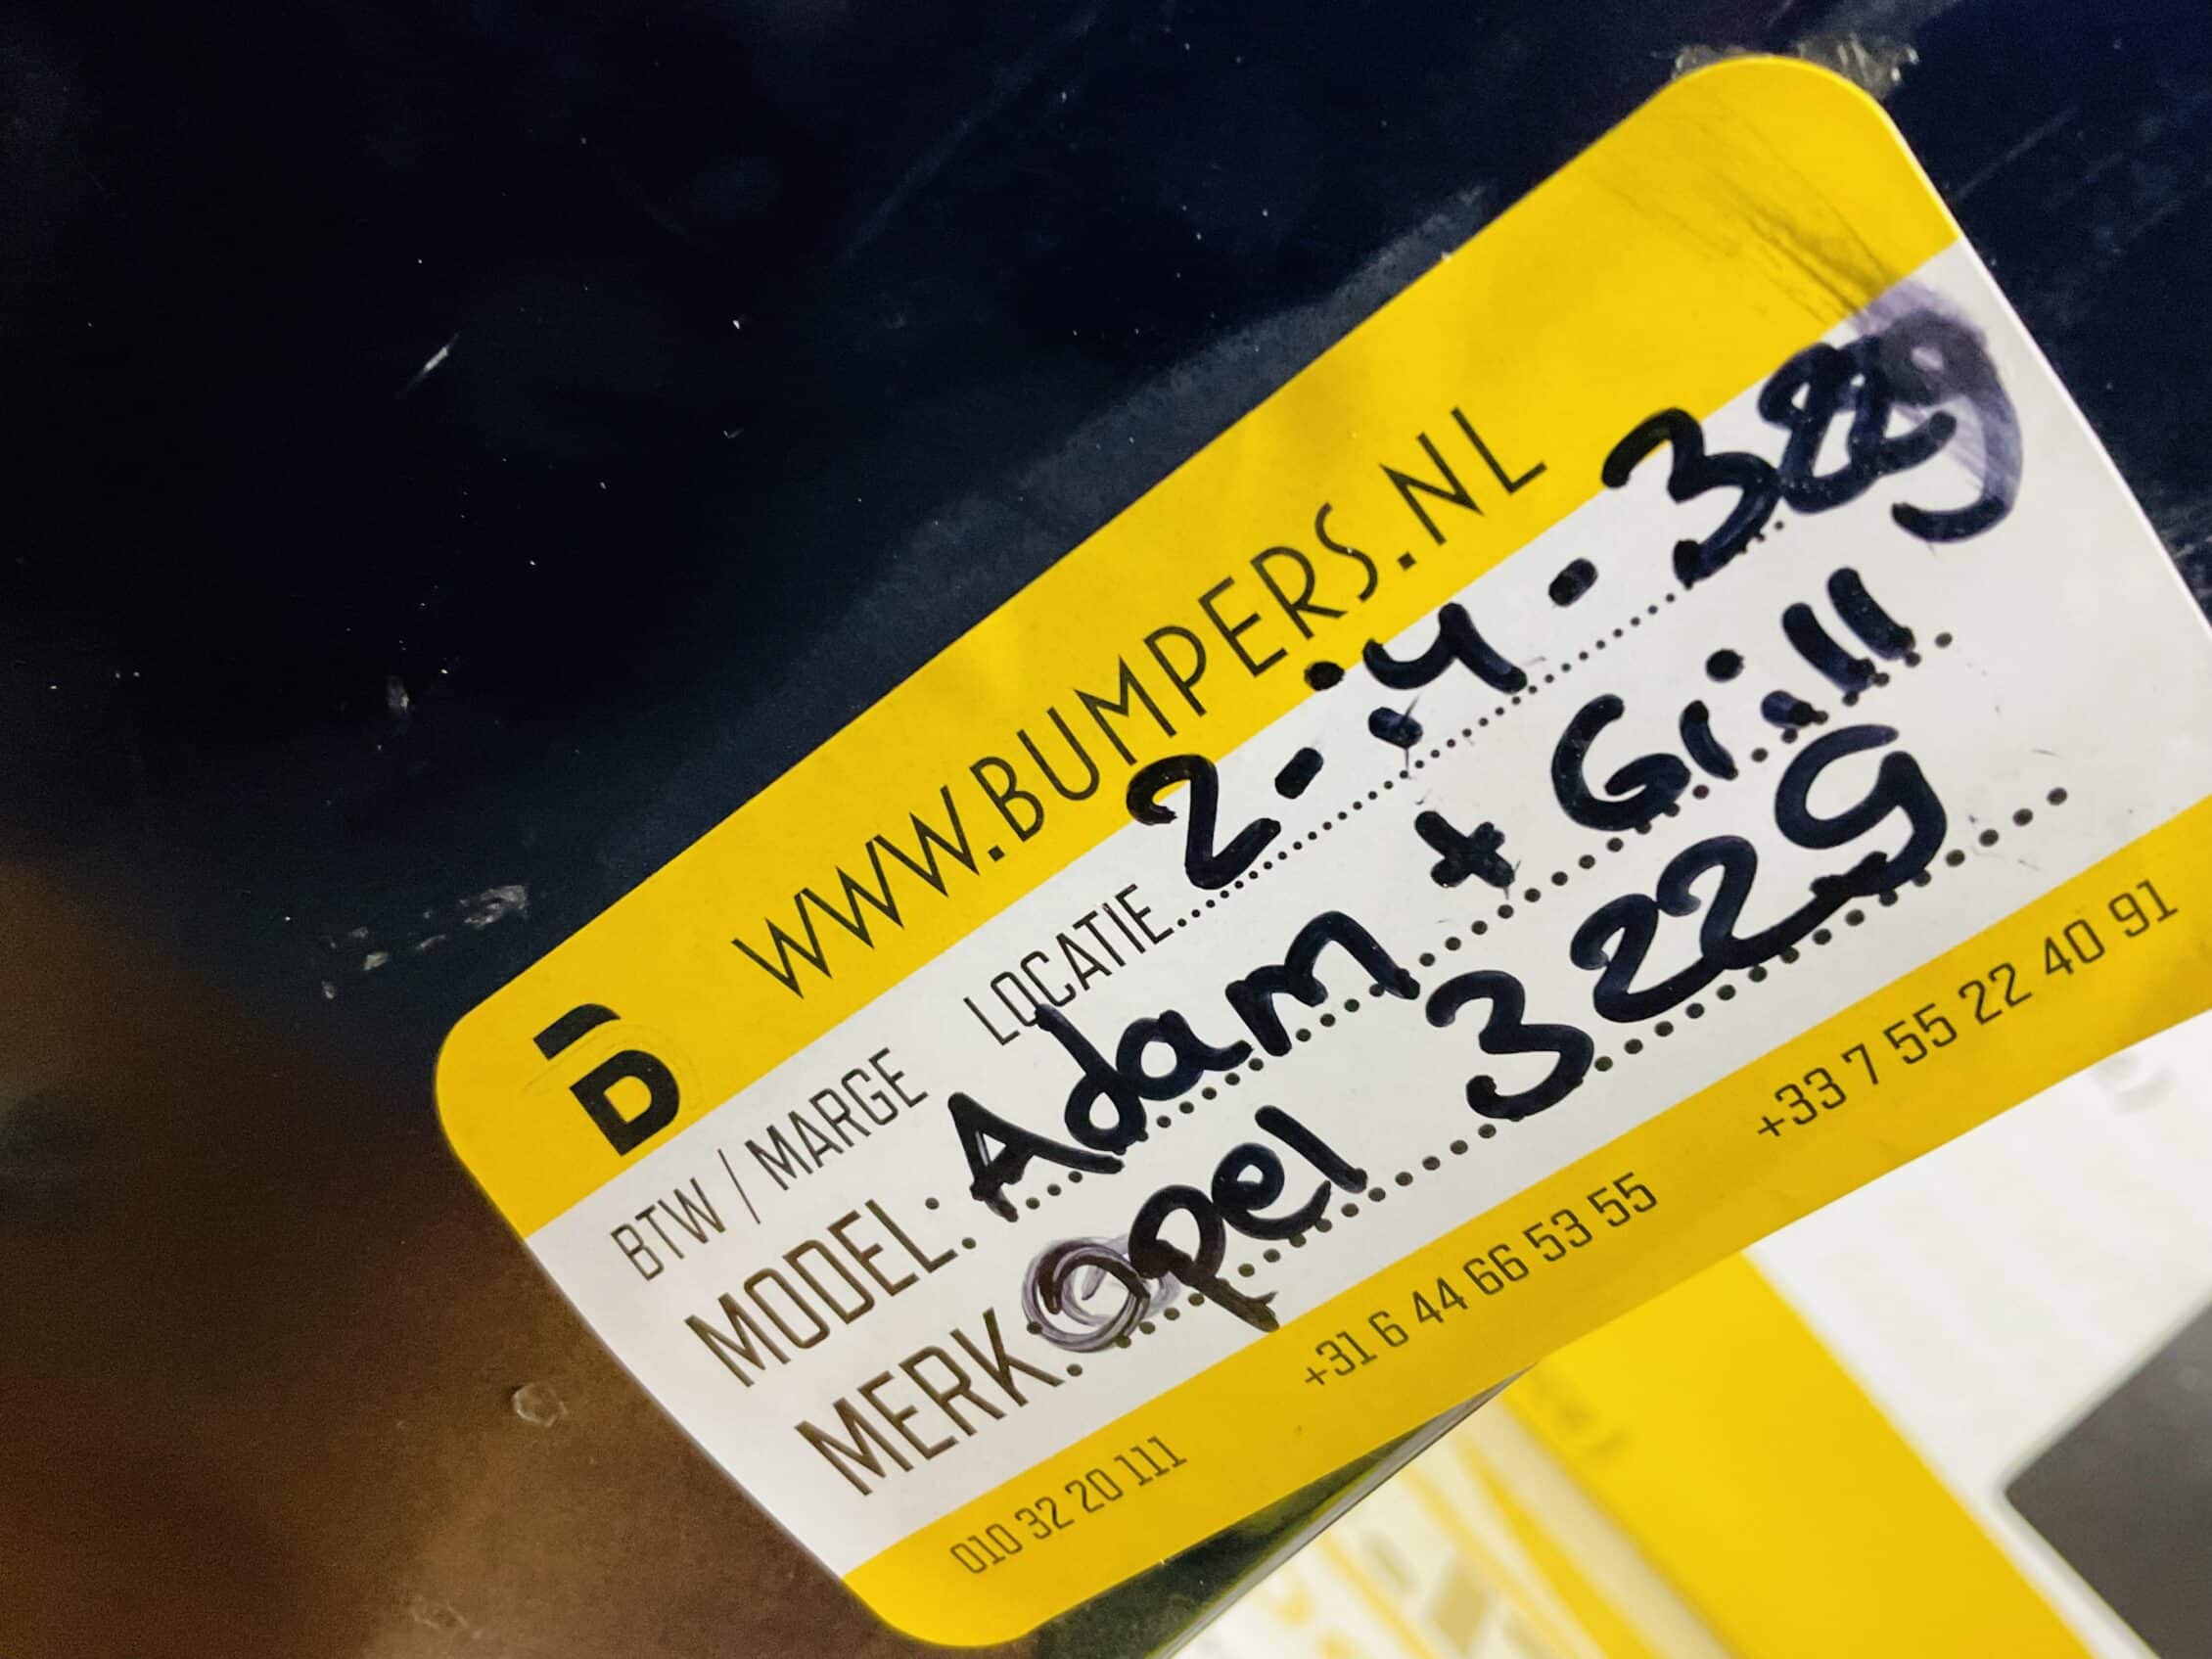 WWW.BUMPERS.NL
BTW / MARGE LOCATIE 2-4-3229
MODEL: Adam + Grill
MERK: Opel 3229
010 32 20 111 +31 6 44 66 53 55 +33 7 55 22 40 91